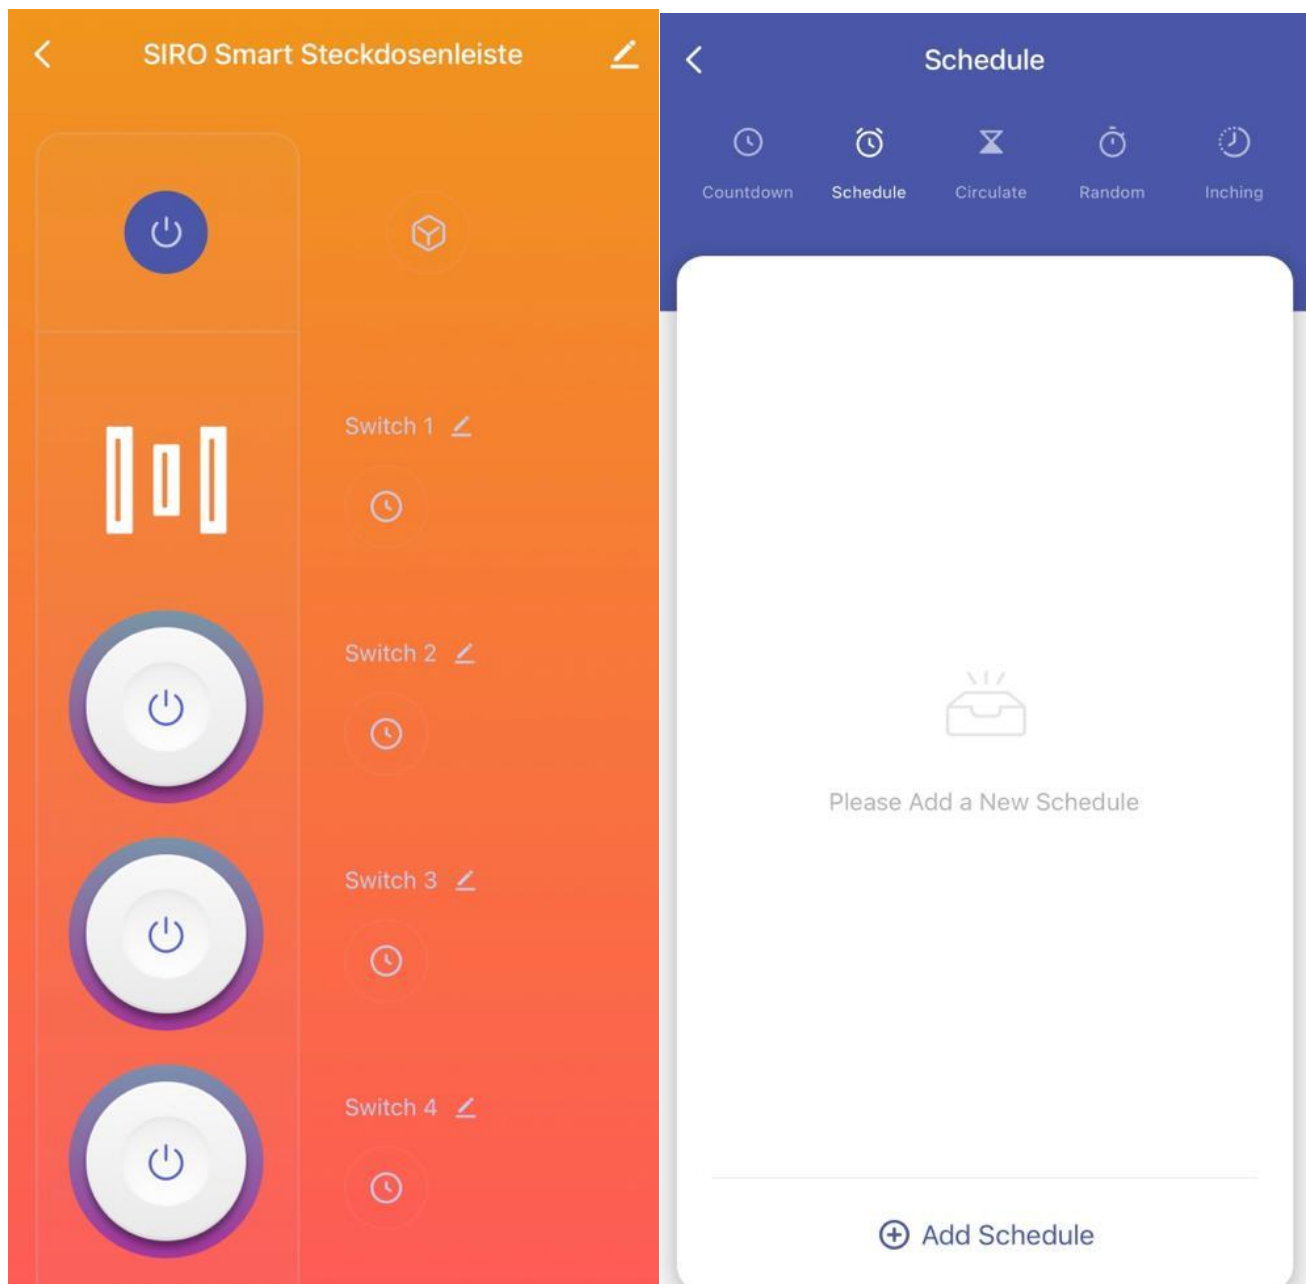 SIRO Smart Steckdosenleiste
Switch 1
Switch 2
Switch 3
Switch 4
Schedule
Countdown Schedule Circulate Random Inching
Please Add a New Schedule
Add Schedule